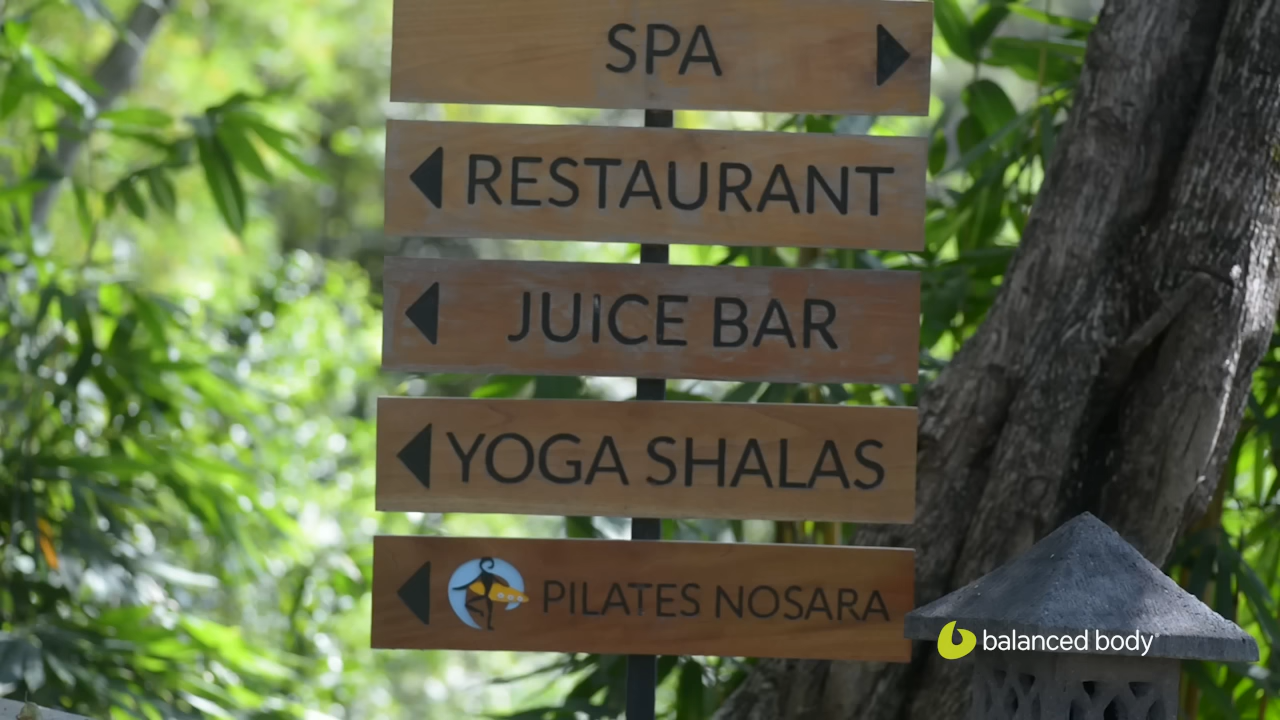 SPA
RESTAURANT
JUICE BAR
YOGA SHALAS
PILATES NOSARA
balanced body